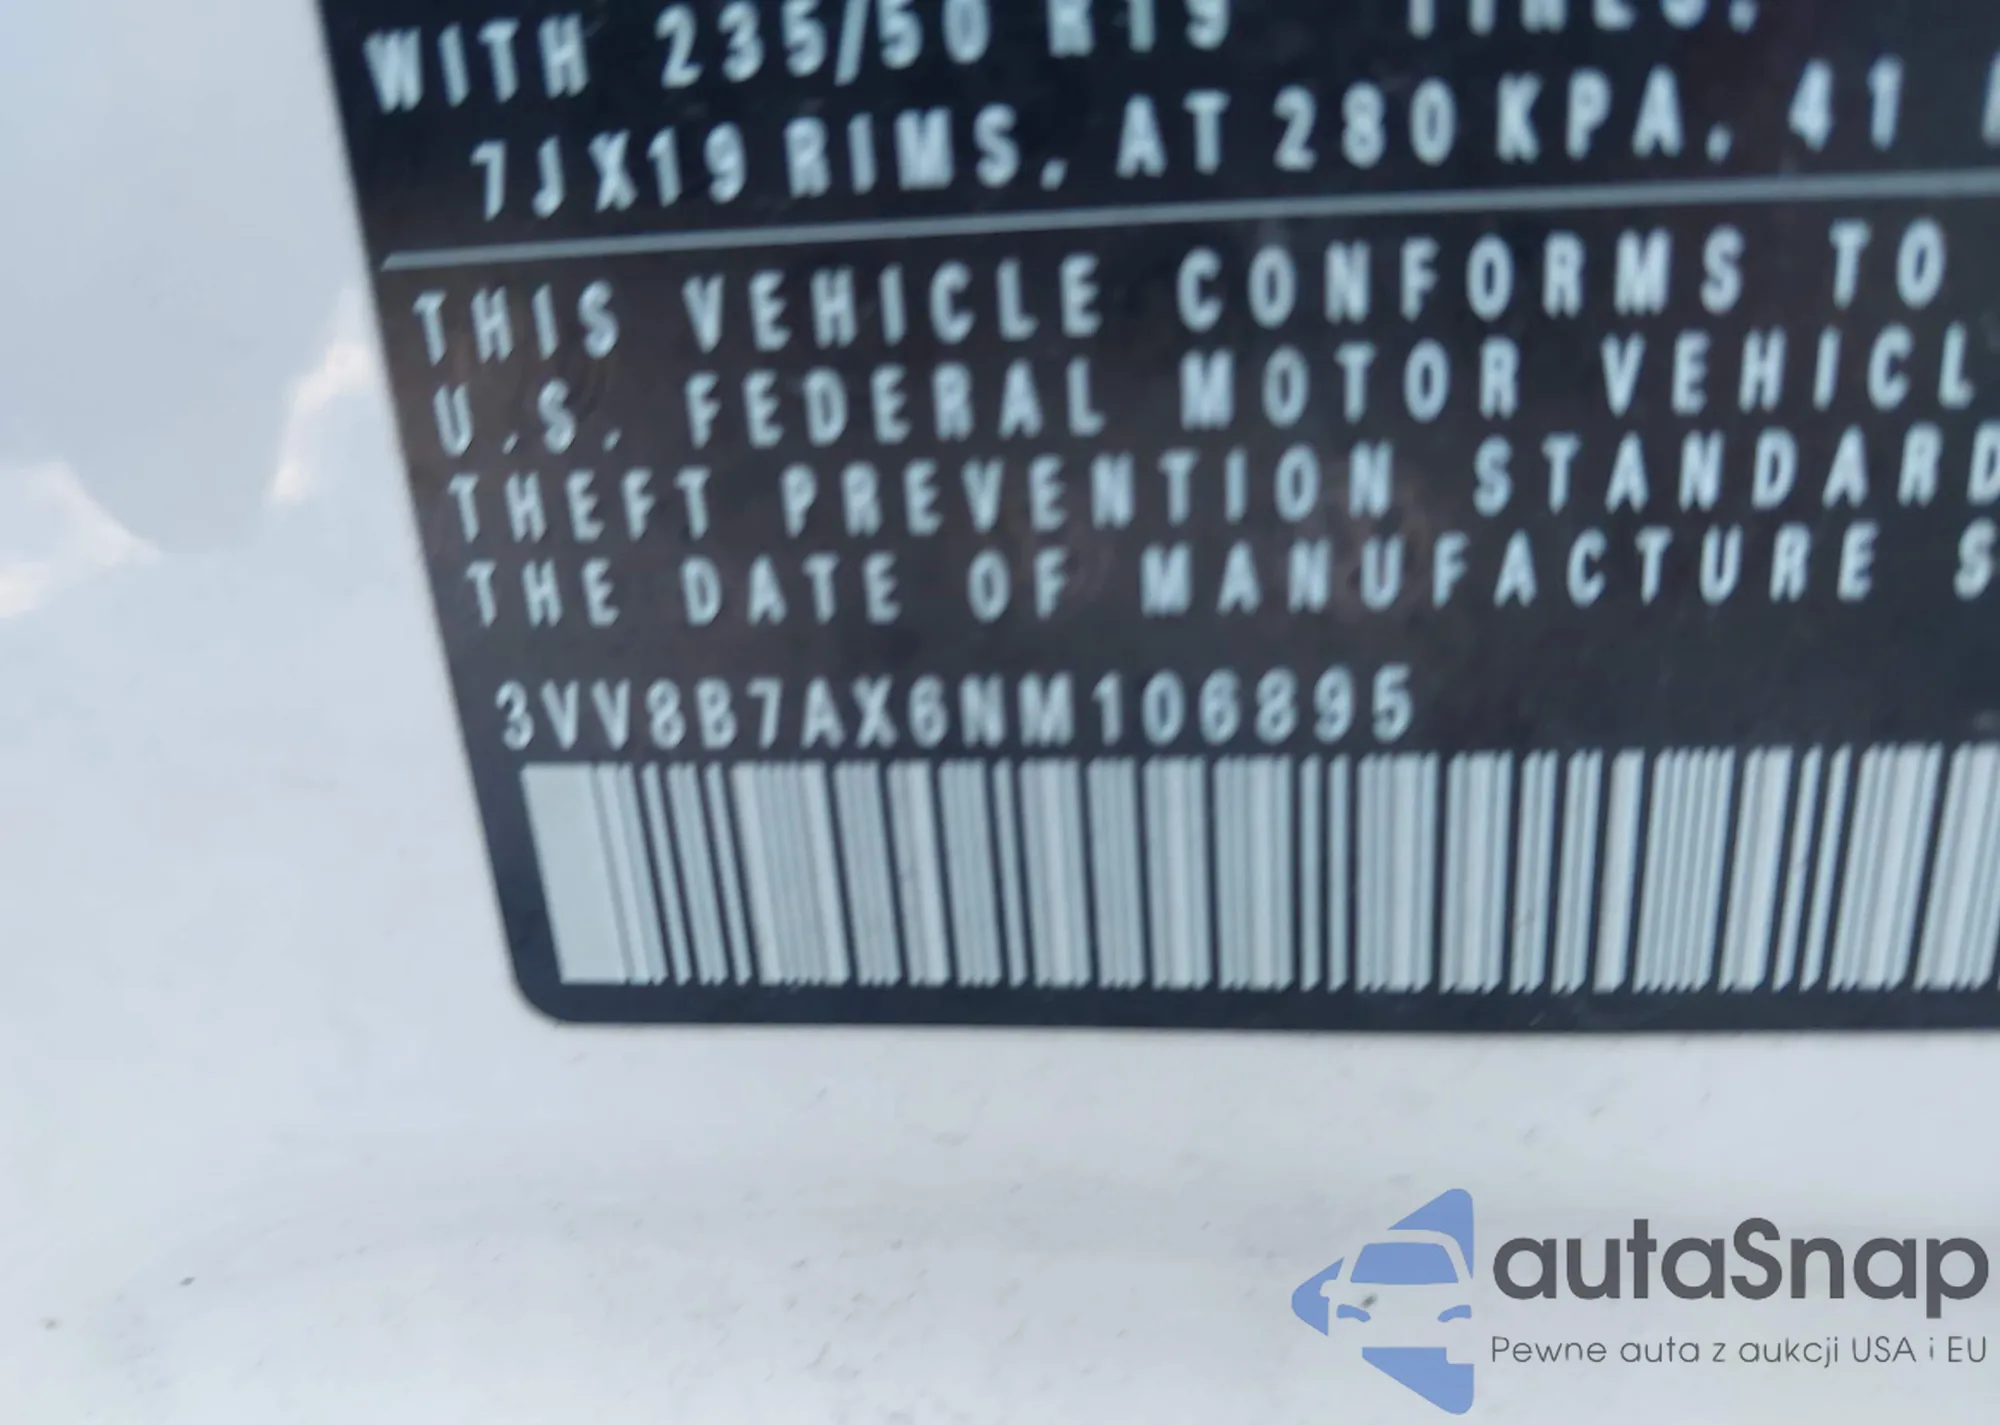 WITH 235/50 R19 TIRES,
7JX19 RIMS, AT 280 KPA, 41
THIS VEHICLE CONFORMS TO
U.S. FEDERAL MOTOR VEHICL
THEFT PREVENTION STANDARD
THE DATE OF MANUFACTURE S
3VV8B7AX6NM106895
autaSnap
Pewne auta z aukcji USA i EU